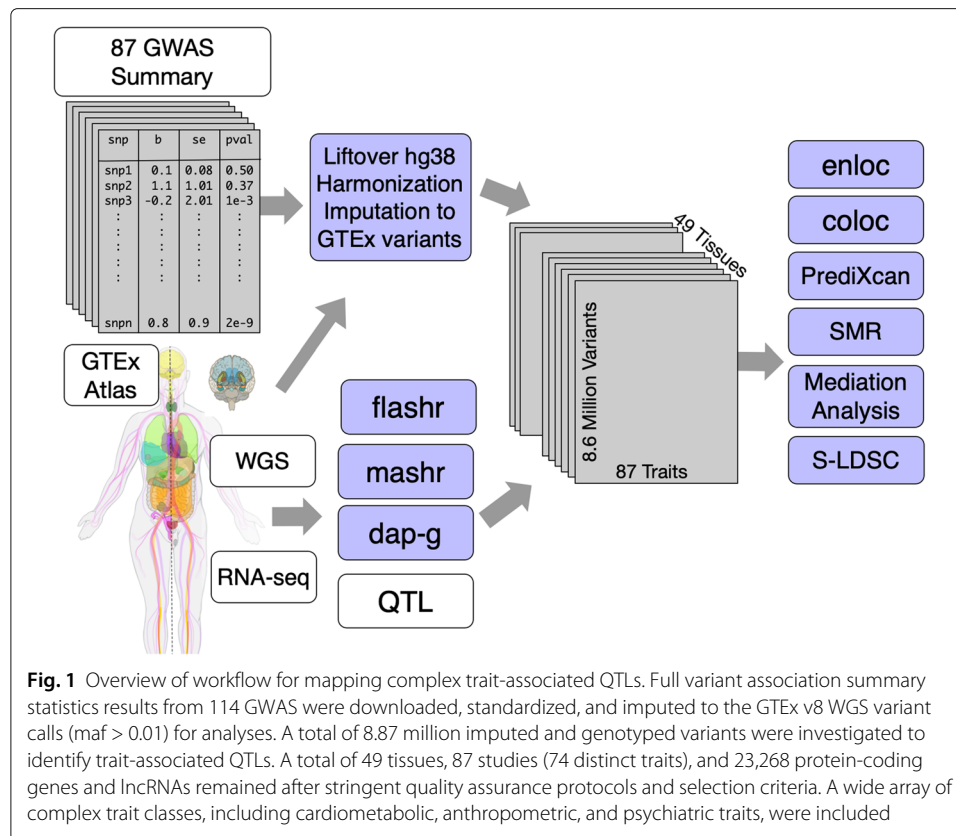 87 GWAS
Summary
snp b se pval
snp1 0.1 0.08 0.50
snp2 1.1 1.01 0.37
snp3 -0.2 2.01 1e-3
: : : :
: : : :
: : : :
: : : :
snpn 0.8 0.9 2e-9
Liftover hg38
Harmonization
Imputation to
GTEx variants
GTEx
Atlas
WGS
RNA-seq
flashr
mashr
dap-g
QTL
49 Tissues
8.6 Million Variants
87 Traits
enloc
coloc
PrediXcan
SMR
Mediation
Analysis
S-LDSC
Fig. 1 Overview of workflow for mapping complex trait-associated QTLs. Full variant association summary
statistics results from 114 GWAS were downloaded, standardized, and imputed to the GTEx v8 WGS variant
calls (maf > 0.01) for analyses. A total of 8.87 million imputed and genotyped variants were investigated to
identify trait-associated QTLs. A total of 49 tissues, 87 studies (74 distinct traits), and 23,268 protein-coding
genes and lncRNAs remained after stringent quality assurance protocols and selection criteria. A wide array of
complex trait classes, including cardiometabolic, anthropometric, and psychiatric traits, were included